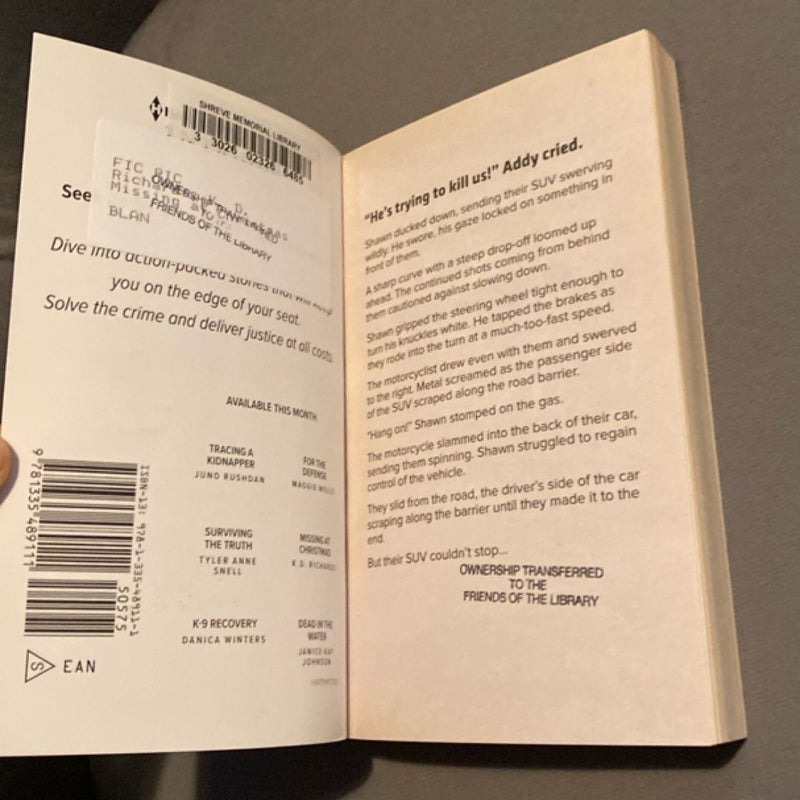 SHREVE MEMORIAL LIBRARY
3 3026 02326 6465
FIC RIC
Richards, K. D.
Missing at Christmas
BLAN
OWNERSHIP TRANSFERRED
FRIENDS OF THE LIBRARY
See
Dive into action-packed stories that will keep
you on the edge of your seat.
Solve the crime and deliver justice at all costs.
AVAILABLE THIS MONTH
TRACING A
KIDNAPPER
JUNO RUSHDAN
FOR THE
DEFENSE
MAGGIE WELLS
SURVIVING
THE TRUTH
TYLER ANNE
SNELL
MISSING AT
CHRISTMAS
K.D. RICHARDS
K-9 RECOVERY
DANICA WINTERS
DEAD IN THE
WATER
JANICE KAY
JOHNSON
ISBN-13: 978-1-335-48911-1
9 781335 489111
50575
S EAN
"He's trying to kill us!" Addy cried.
Shawn ducked down, sending their SUV swerving
wildly. He swore, his gaze locked on something in
front of them.
A sharp curve with a steep drop-off loomed up
ahead. The continued shots coming from behind
them cautioned against slowing down.
Shawn gripped the steering wheel tight enough to
turn his knuckles white. He tapped the brakes as
they rode into the turn at a much-too-fast speed.
The motorcyclist drew even with them and swerved
to the right. Metal screamed as the passenger side
of the SUV scraped along the road barrier.
"Hang on!" Shawn stomped on the gas.
The motorcycle slammed into the back of their car,
sending them spinning. Shawn struggled to regain
control of the vehicle.
They slid from the road, the driver's side of the car
scraping along the barrier until they made it to the
end.
But their SUV couldn't stop...
OWNERSHIP TRANSFERRED
TO THE
FRIENDS OF THE LIBRARY